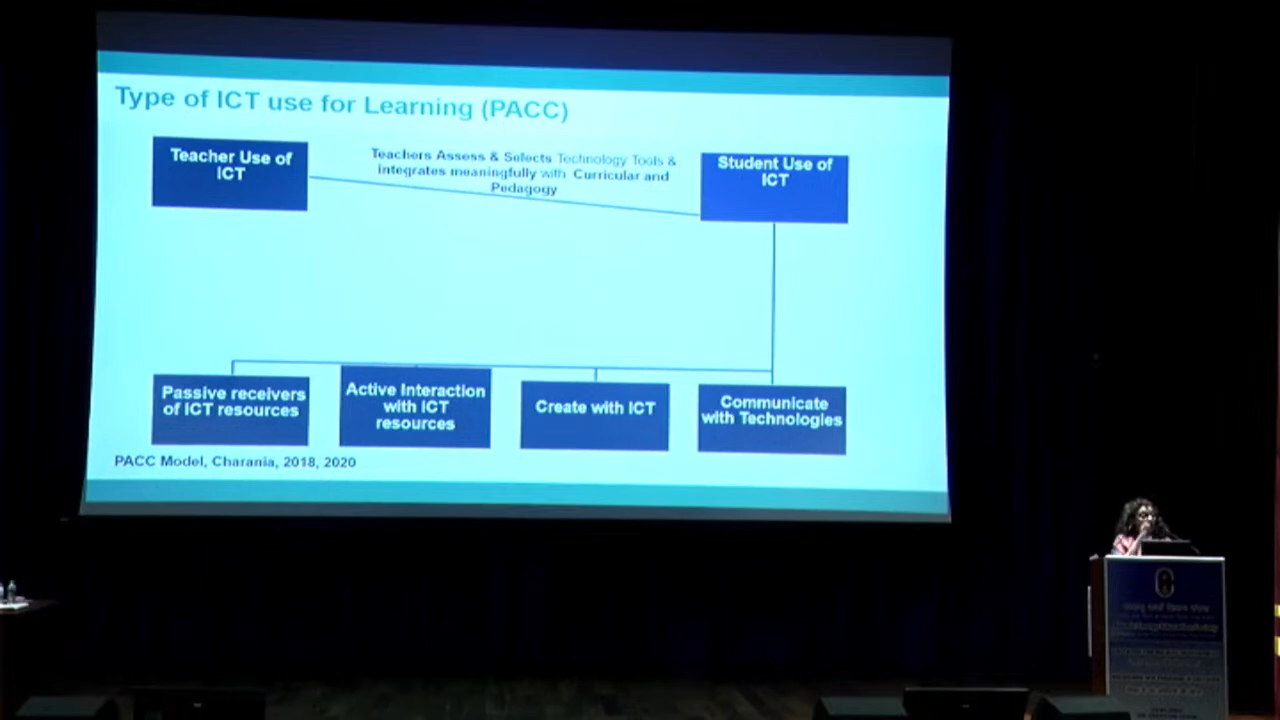 Type of ICT use for Learning (PACC)
Teacher Use of
ICT
Teachers Assess & Selects Technology Tools &
integrates meaningfully with Curricular and
Pedagogy
Student Use of
ICT
Passive receivers
of ICT resources
Active Interaction
with ICT
resources
Create with ICT
Communicate
with Technologies
PACC Model, Charania, 2018, 2020